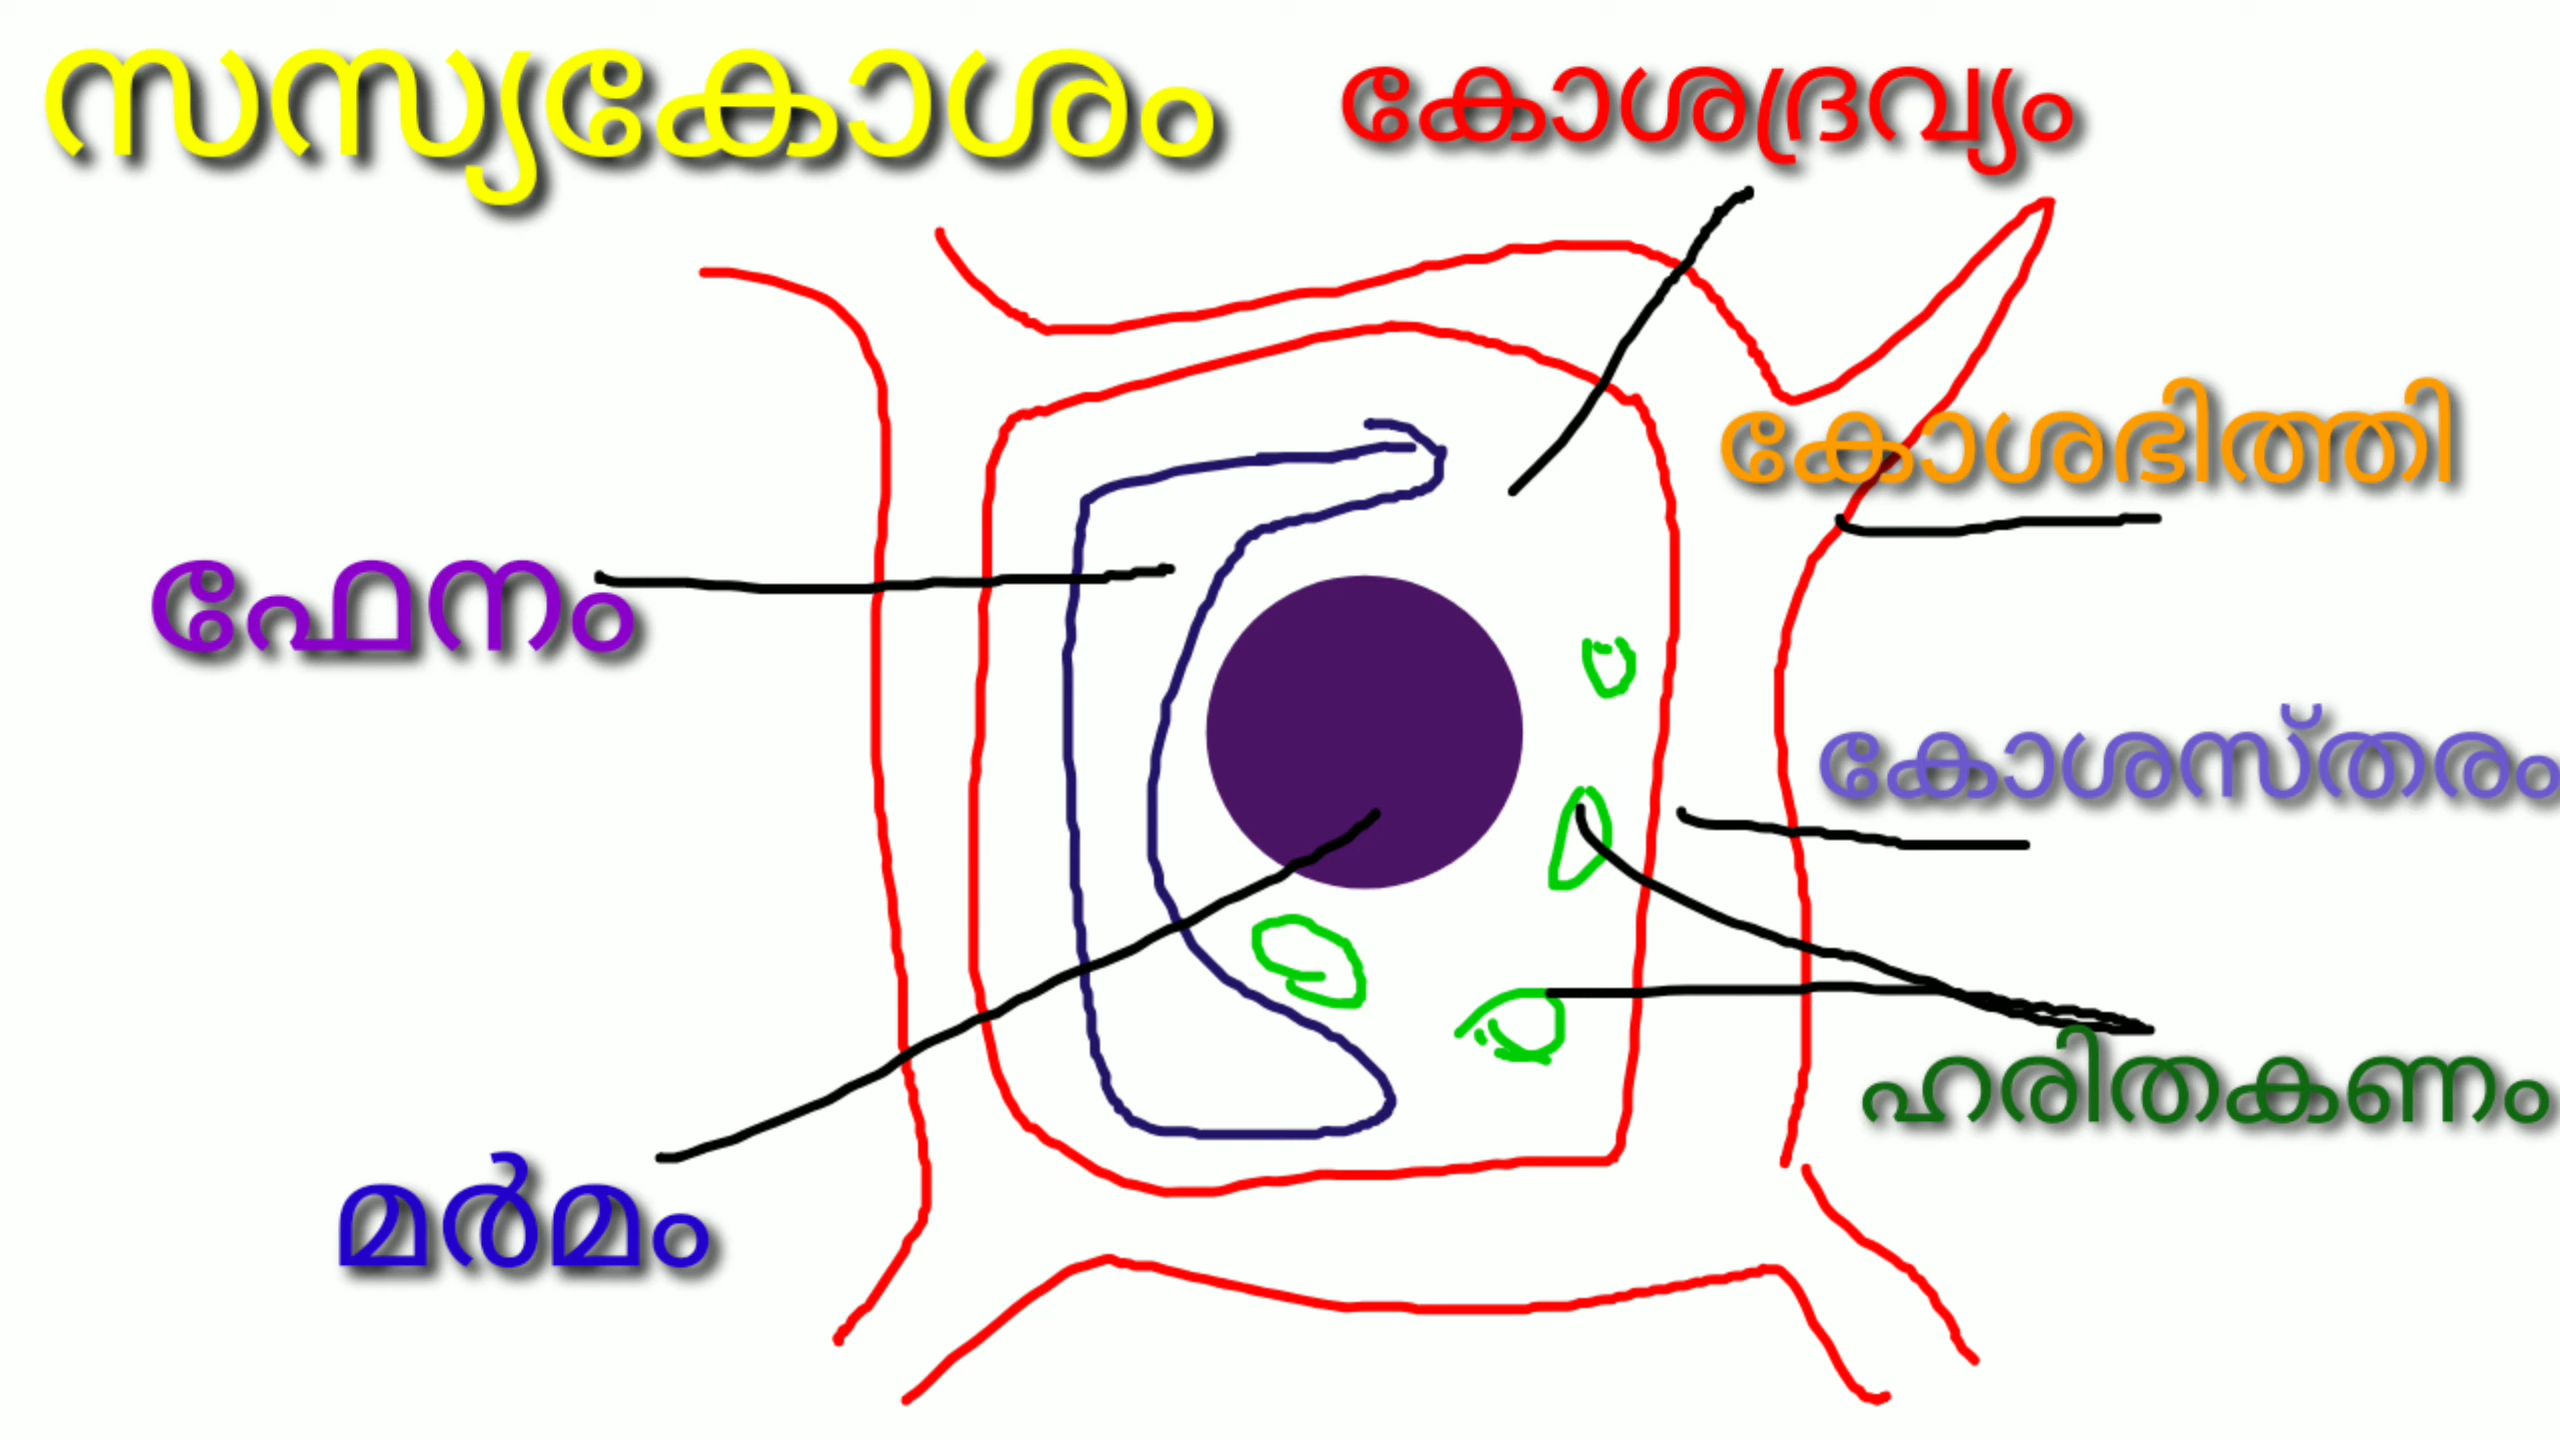 സസ്യകോശം
കോശദ്രവ്യം
കോശഭിത്തി
ഫേനം
കോശസ്തരം
ഹരിതകണം
മർമം